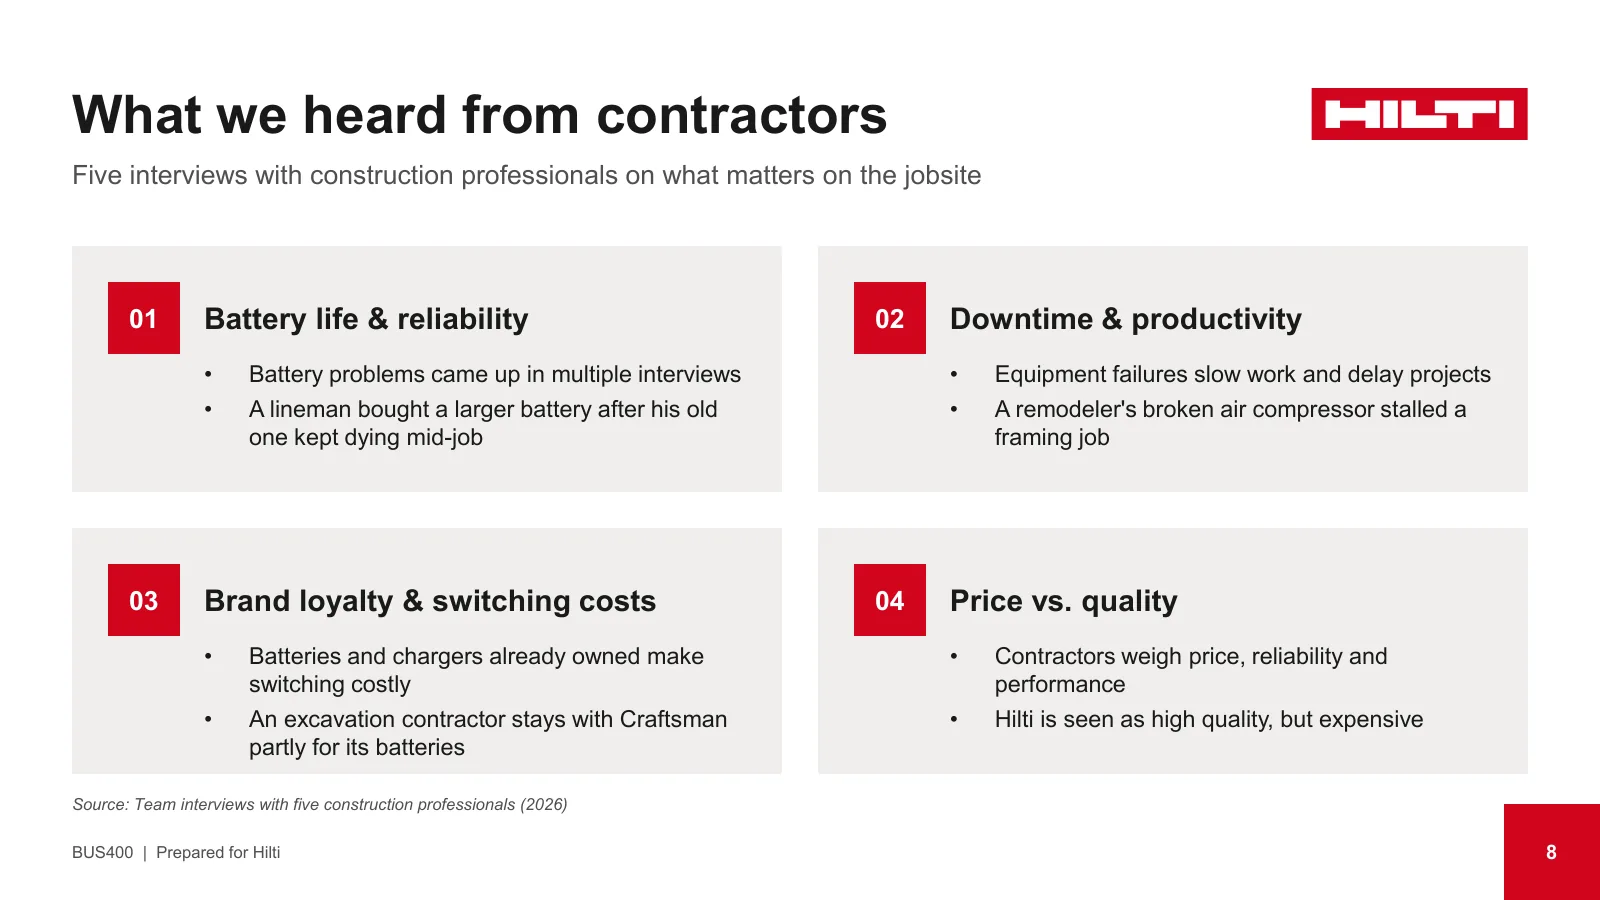 What we heard from contractors
HILTI
Five interviews with construction professionals on what matters on the jobsite
01
Battery life & reliability
• Battery problems came up in multiple interviews
• A lineman bought a larger battery after his old
one kept dying mid-job
02
Downtime & productivity
• Equipment failures slow work and delay projects
• A remodeler's broken air compressor stalled a
framing job
03
Brand loyalty & switching costs
• Batteries and chargers already owned make
switching costly
• An excavation contractor stays with Craftsman
partly for its batteries
04
Price vs. quality
• Contractors weigh price, reliability and
performance
• Hilti is seen as high quality, but expensive
Source: Team interviews with five construction professionals (2026)
BUS400 | Prepared for Hilti
8